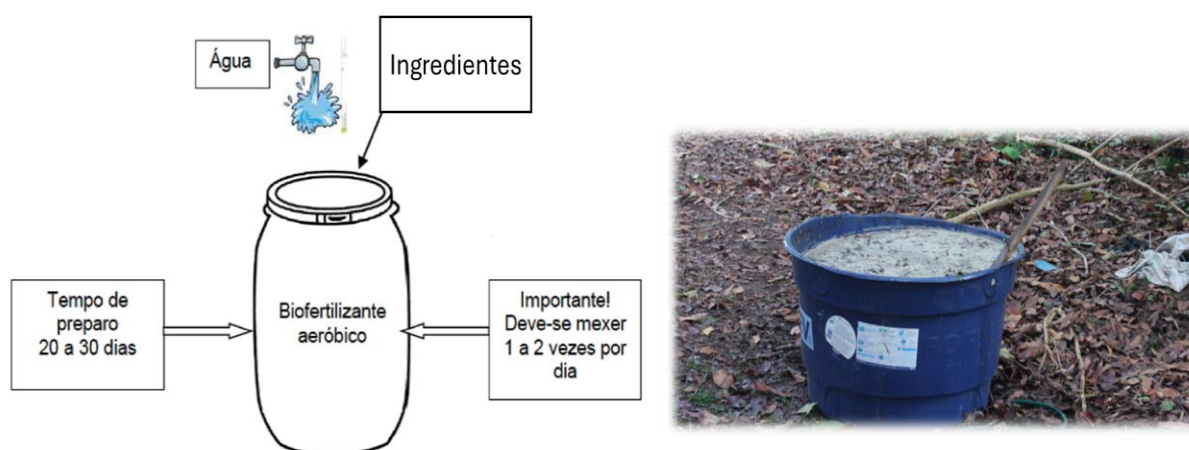 Água
Ingredientes
Tempo de
preparo
20 a 30 dias
Biofertilizante
aeróbico
Importante!
Deve-se mexer
1 a 2 vezes por
dia